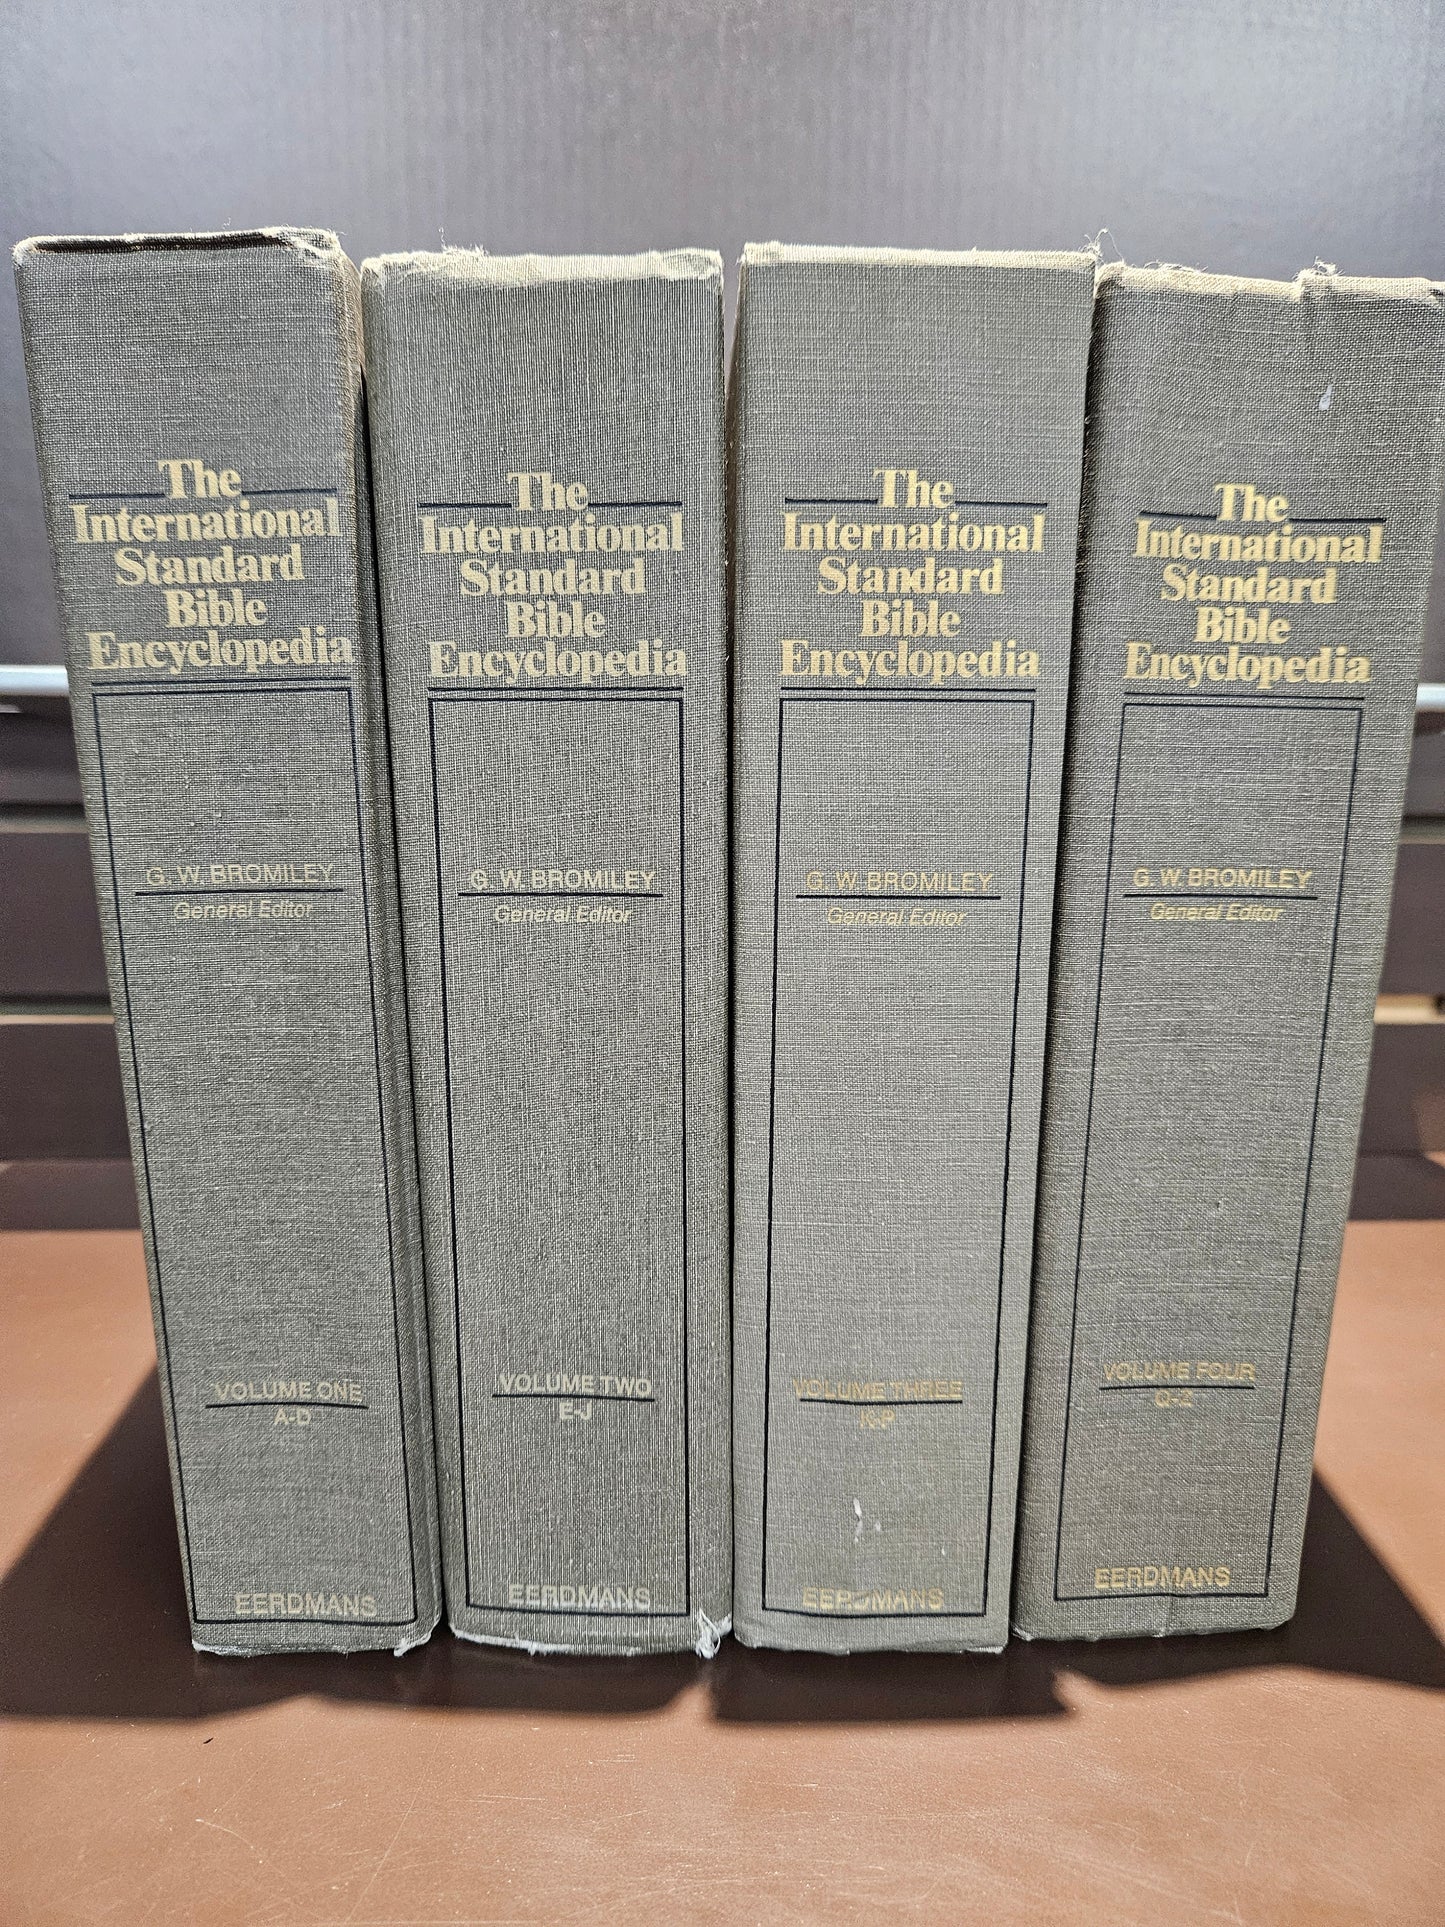 The
International
Standard
Bible
Encyclopedia
G. W. BROMILEY
General Editor
VOLUME ONE
A-D
EERDMANS
The
International
Standard
Bible
Encyclopedia
G. W. BROMILEY
General Editor
VOLUME TWO
E-J
EERDMANS
The
International
Standard
Bible
Encyclopedia
G. W. BROMILEY
General Editor
VOLUME THREE
K-P
EERDMANS
The
International
Standard
Bible
Encyclopedia
G. W. BROMILEY
General Editor
VOLUME FOUR
Q-Z
EERDMANS